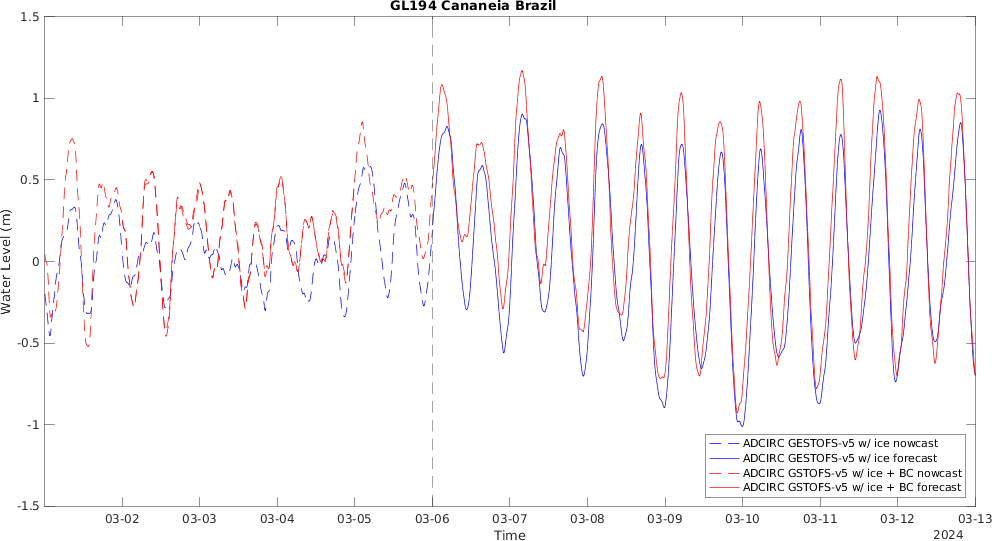 GL194 Cananeia Brazil
1.5
1
0.5
0
-0.5
-1
-1.5
Water Level (m)
ADCIRC GESTOFS-v5 w/ ice nowcast
ADCIRC GESTOFS-v5 w/ ice forecast
ADCIRC GSTOFS-v5 w/ ice + BC nowcast
ADCIRC GSTOFS-v5 w/ ice + BC forecast
03-02 03-03 03-04 03-05 03-06 03-07 03-08 03-09 03-10 03-11 03-12 03-13
Time
2024